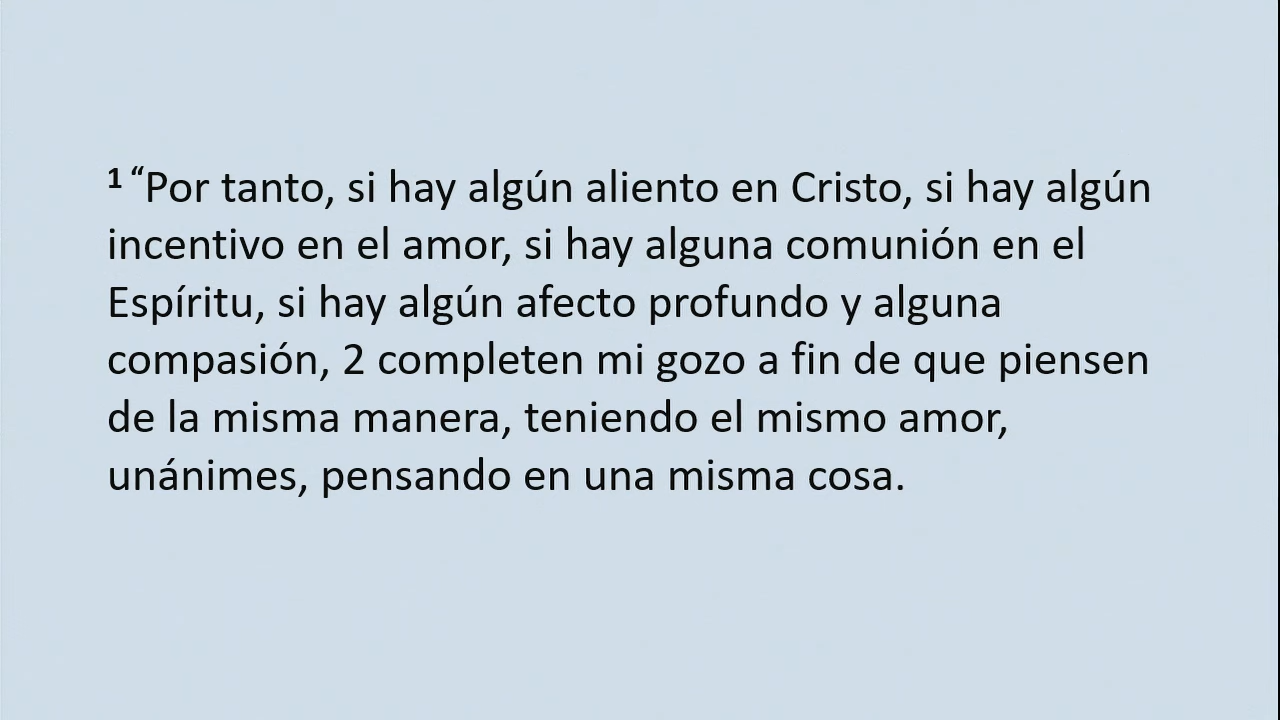 1 “Por tanto, si hay algún aliento en Cristo, si hay algún
incentivo en el amor, si hay alguna comunión en el
Espíritu, si hay algún afecto profundo y alguna
compasión, 2 completen mi gozo a fin de que piensen
de la misma manera, teniendo el mismo amor,
unánimes, pensando en una misma cosa.